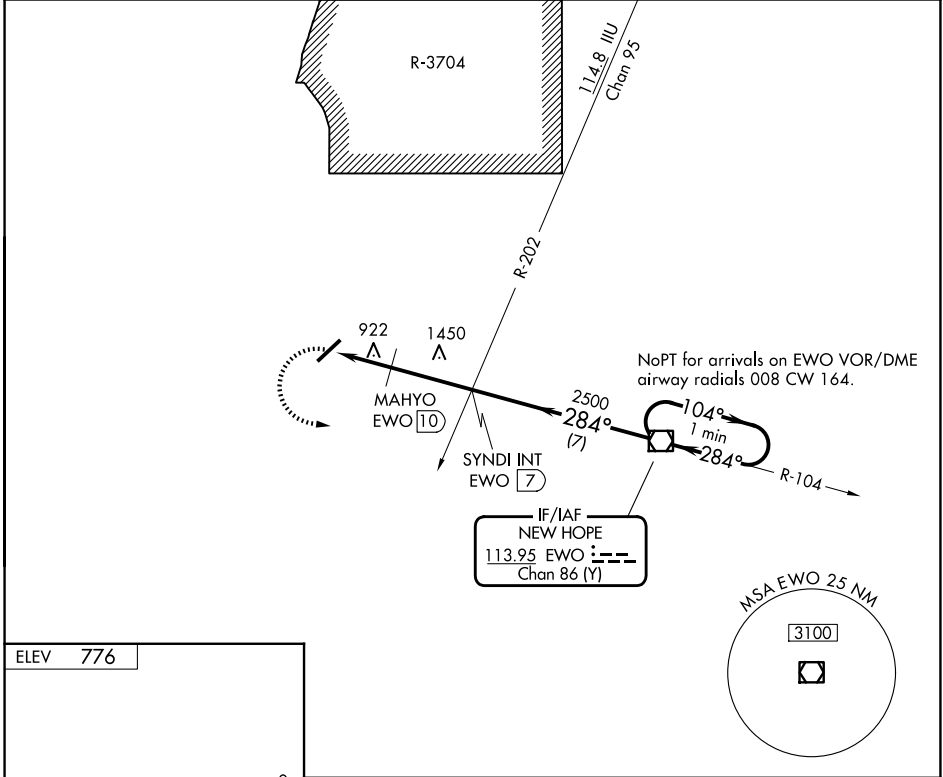 R-3704
114.8 IIU
Chan 95
R-202
922
1450
NoPT for arrivals on EWO VOR/DME
airway radials 008 CW 164.
MAHYO
EWO 10
2500
284°
(7)
104°
1 min
284°
R-104
SYNDI INT
EWO 7
IF/IAF
NEW HOPE
113.95 EWO
Chan 86 (Y)
MSA EWO 25 NM
3100
ELEV 776